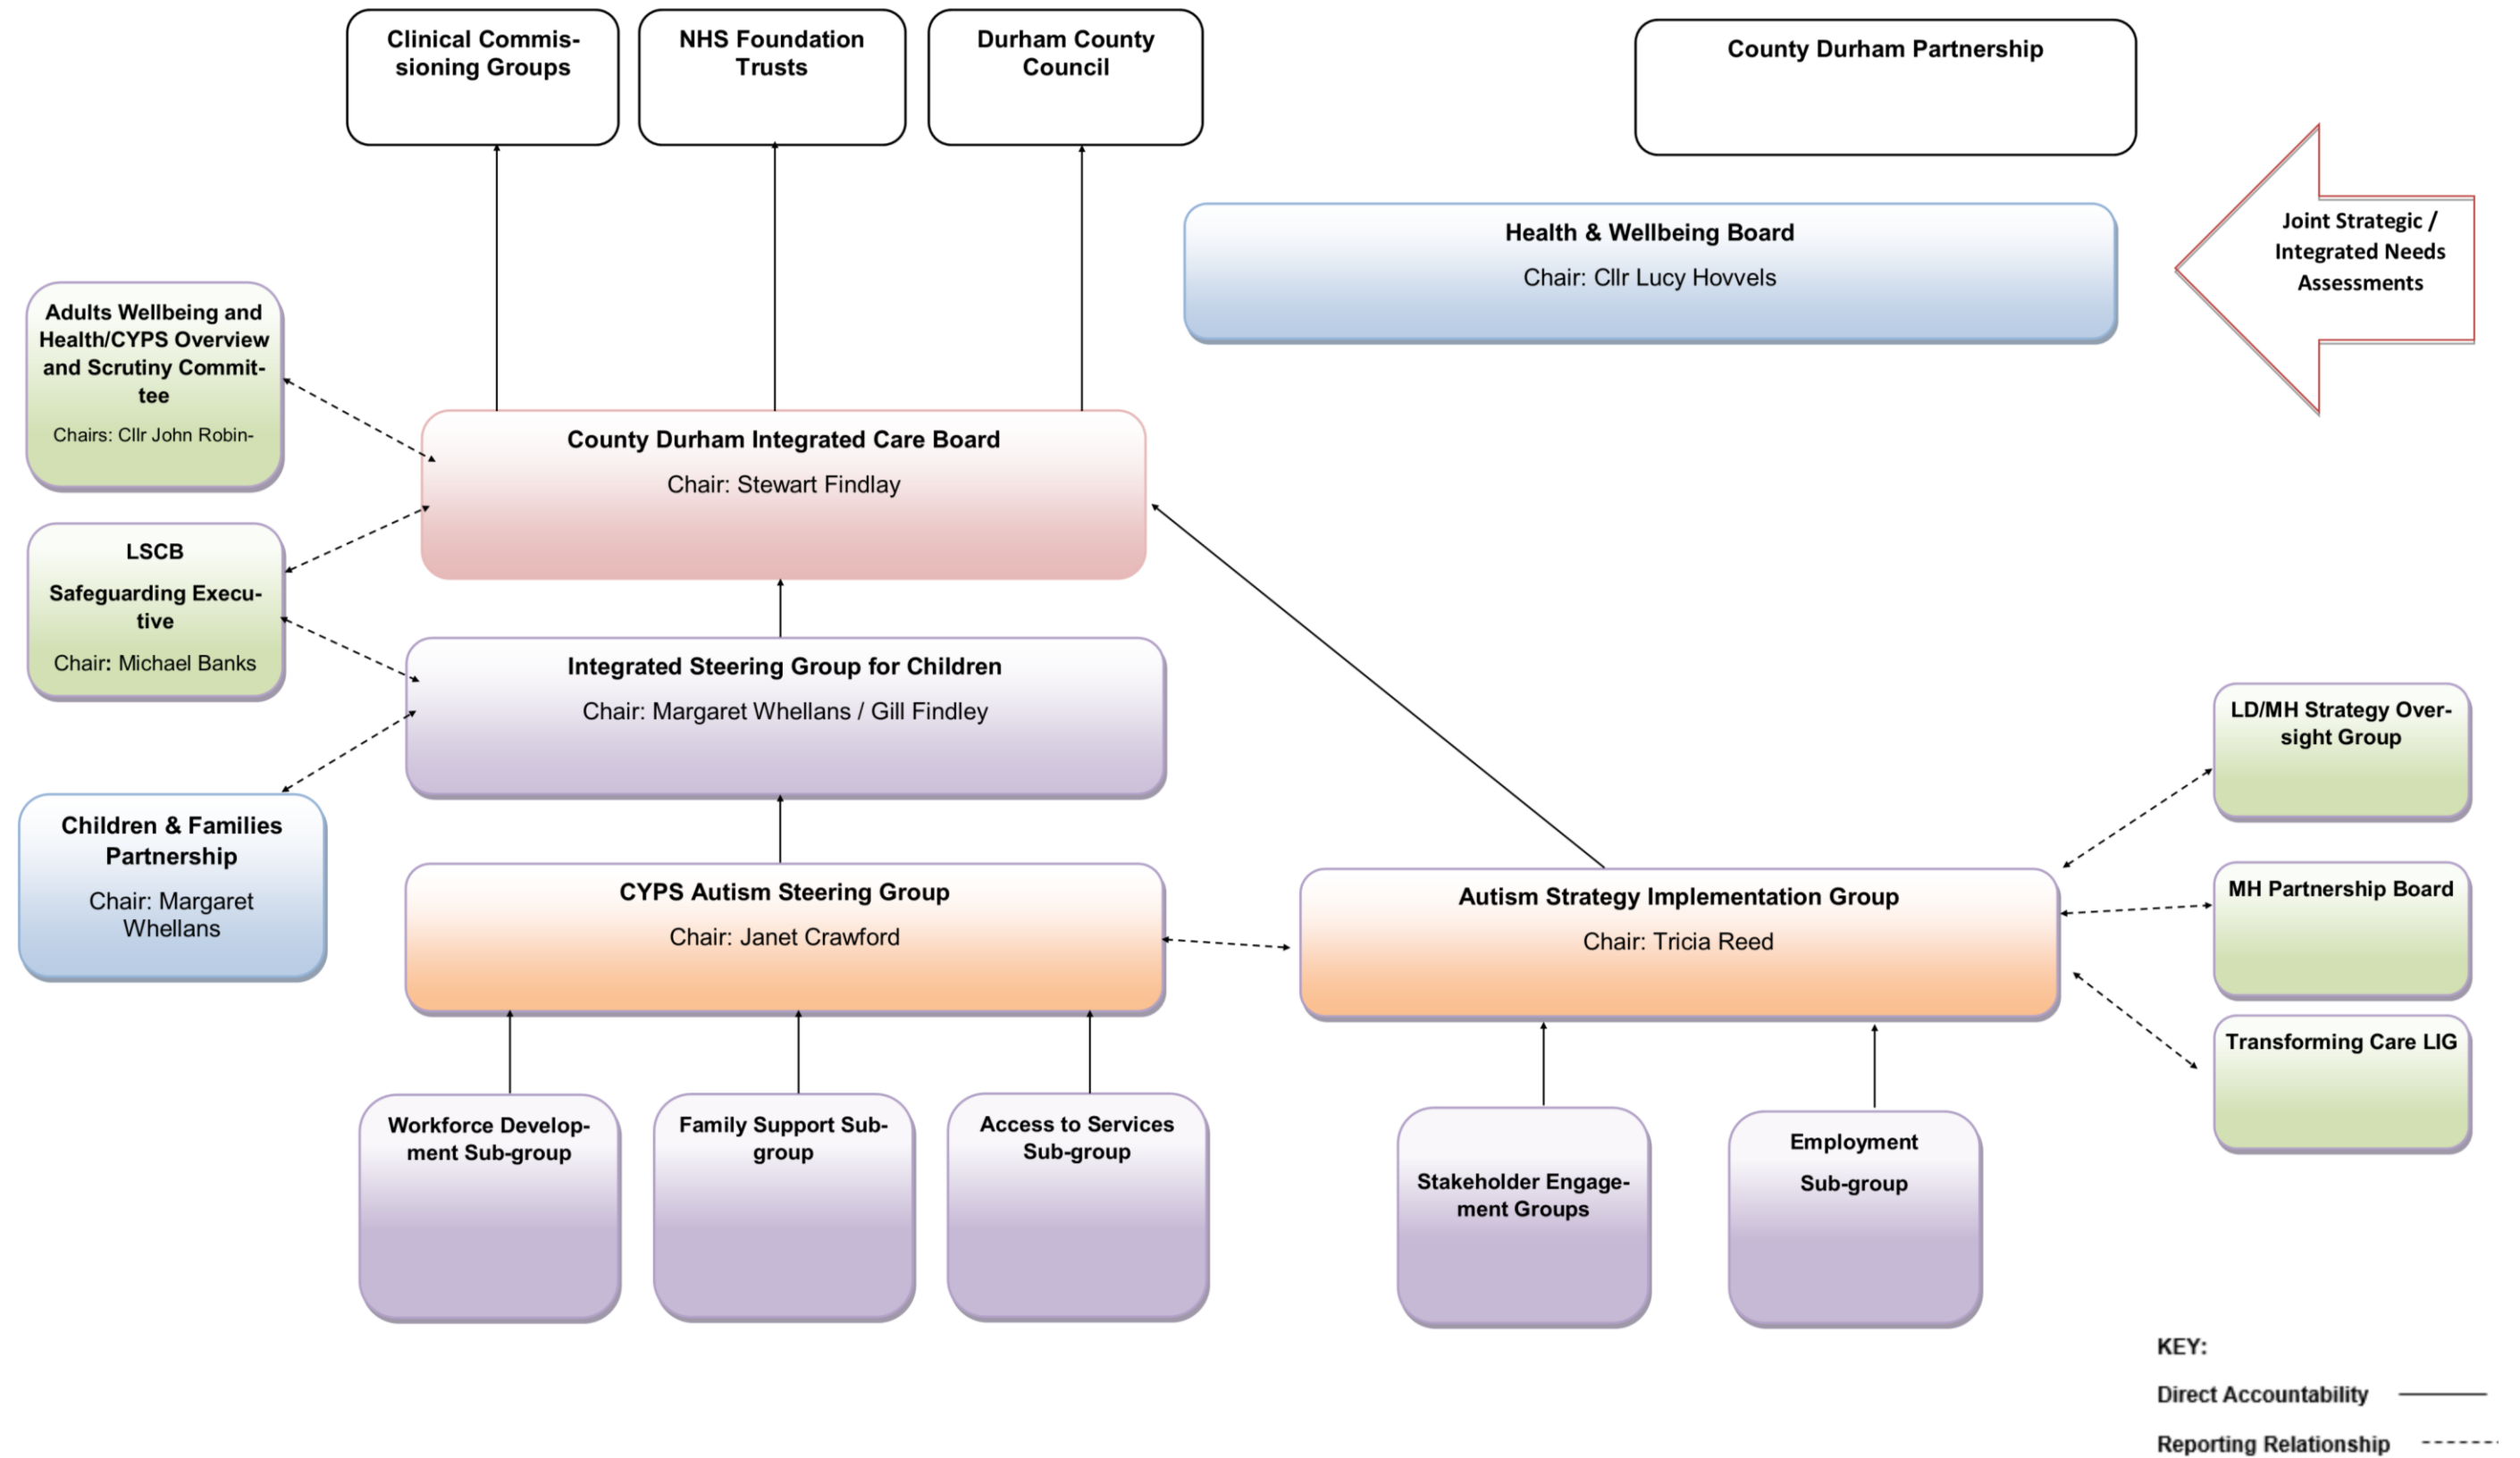 Clinical Commis-
sioning Groups
NHS Foundation
Trusts
Durham County
Council
County Durham Partnership
Health & Wellbeing Board
Chair: Cllr Lucy Hovvels
Joint Strategic /
Integrated Needs
Assessments
Adults Wellbeing and
Health/CYPS Overview
and Scrutiny Commit-
tee
Chairs: Cllr John Robin-
County Durham Integrated Care Board
Chair: Stewart Findlay
LSCB
Safeguarding Execu-
tive
Chair: Michael Banks
Integrated Steering Group for Children
Chair: Margaret Whellans / Gill Findley
LD/MH Strategy Over-
sight Group
Children & Families
Partnership
Chair: Margaret
Whellans
CYPS Autism Steering Group
Chair: Janet Crawford
Autism Strategy Implementation Group
Chair: Tricia Reed
MH Partnership Board
Transforming Care LIG
Workforce Develop-
ment Sub-group
Family Support Sub-
group
Access to Services
Sub-group
Stakeholder Engage-
ment Groups
Employment
Sub-group
KEY:
Direct Accountability
Reporting Relationship